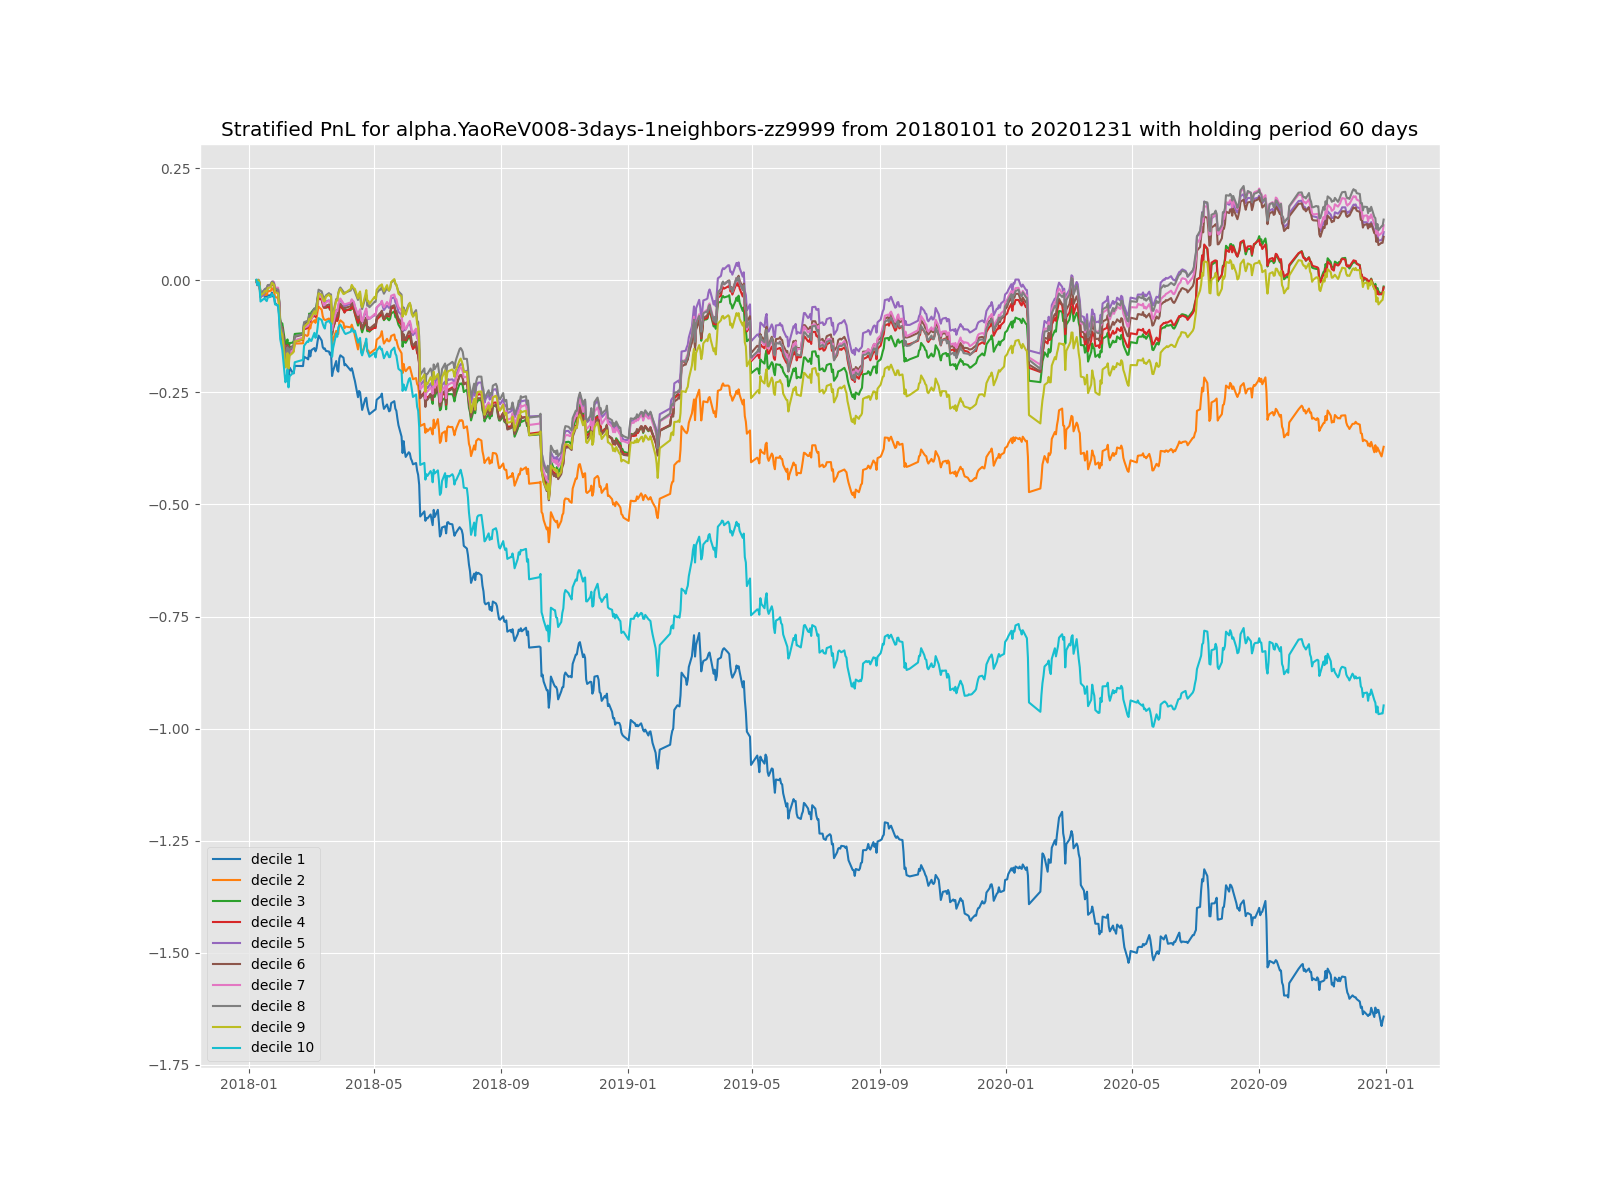 Stratified PnL for alpha.YaoReV008-3days-1neighbors-zz9999 from 20180101 to 20201231 with holding period 60 days
0.25
0.00
−0.25
−0.50
−0.75
−1.00
−1.25
−1.50
−1.75
decile 1
decile 2
decile 3
decile 4
decile 5
decile 6
decile 7
decile 8
decile 9
decile 10
2018-01 2018-05 2018-09 2019-01 2019-05 2019-09 2020-01 2020-05 2020-09 2021-01